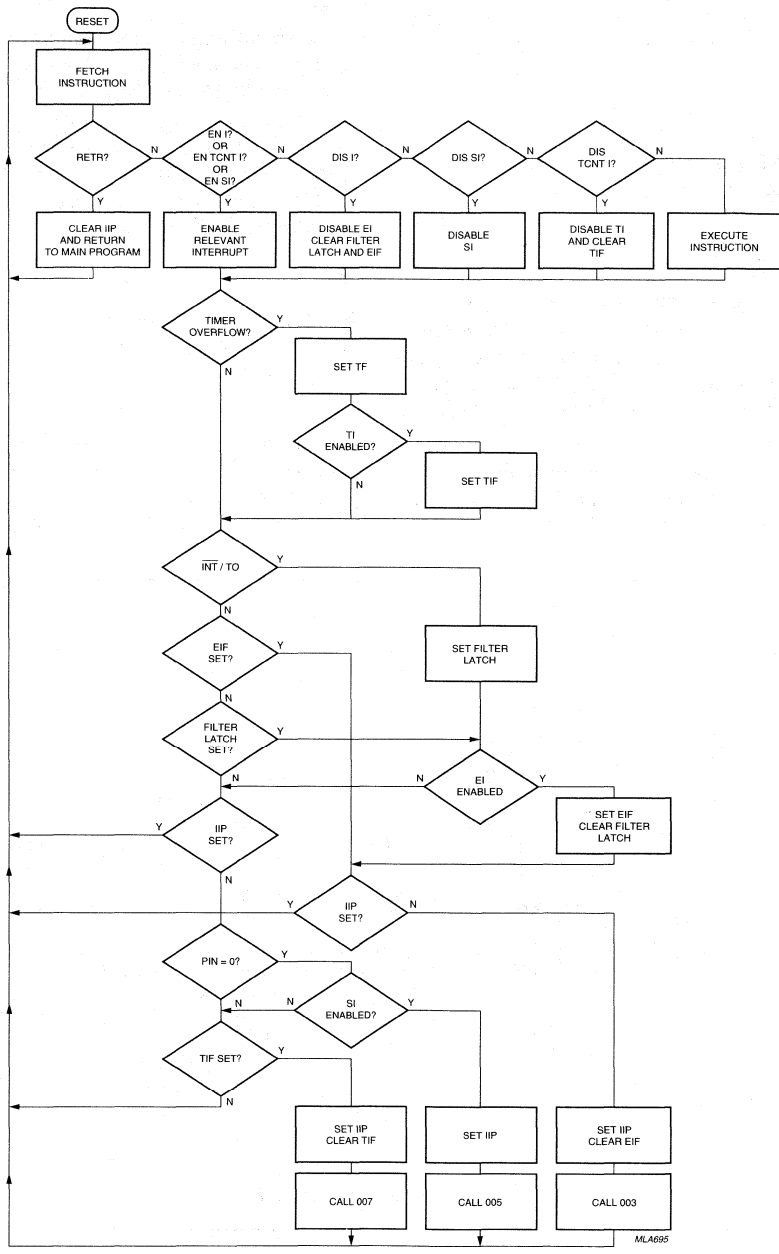 RESET
FETCH
INSTRUCTION
RETR?
N
EN I?
OR
EN TCNT I?
OR
EN SI?
N
DIS I?
N
DIS SI?
N
DIS
TCNT I?
N
Y
Y
Y
Y
Y
CLEAR IIP
AND RETURN
TO MAIN PROGRAM
ENABLE
RELEVANT
INTERRUPT
DISABLE EI
CLEAR FILTER
LATCH AND EIF
DISABLE
SI
DISABLE TI
AND CLEAR
TIF
EXECUTE
INSTRUCTION
TIMER
OVERFLOW?
Y
N
SET TF
TI
ENABLED?
Y
N
SET TIF
INT / TO
Y
N
SET FILTER
LATCH
EIF
SET?
Y
N
FILTER
LATCH
SET?
Y
N
EI
ENABLED
N
Y
SET EIF
CLEAR FILTER
LATCH
IIP
SET?
Y
N
IIP
SET?
Y
N
PIN = 0?
Y
N
SI
ENABLED?
N
Y
TIF SET?
Y
N
SET IIP
CLEAR TIF
SET IIP
SET IIP
CLEAR EIF
CALL 007
CALL 005
CALL 003
MLA695